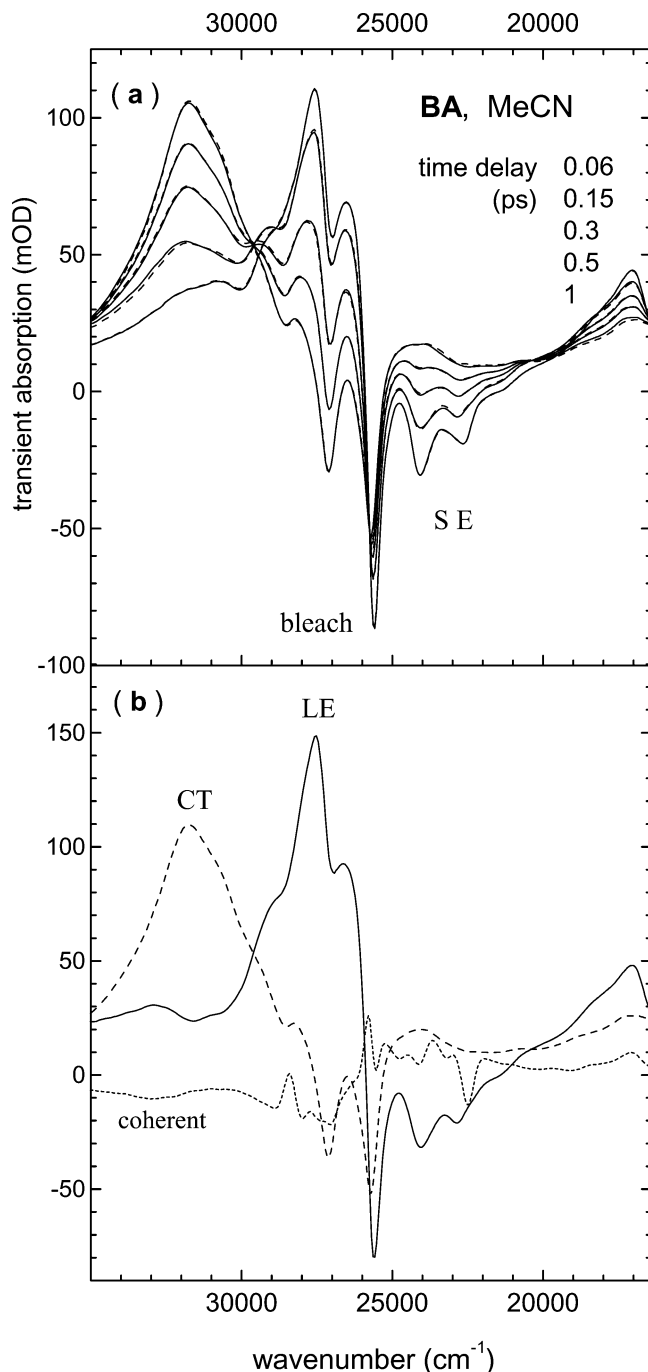 30000 25000 20000
( a )
BA, MeCN
time delay 0.06
(ps) 0.15
0.3
0.5
1
100
50
0
-50
-100
transient absorption (mOD)
S E
bleach
( b )
LE
CT
coherent
150
100
50
0
-50
30000 25000 20000
wavenumber (cm-1)